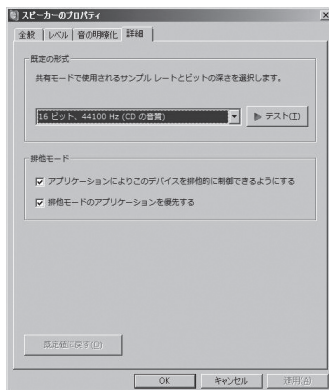 スピーカーのプロパティ
全般 レベル 音の明瞭化 詳細
既定の形式
共有モードで使用されるサンプル レートとビットの深さを選択します。
16 ビット、44100 Hz (CD の音質)
テスト(T)
排他モード
アプリケーションによりこのデバイスを排他的に制御できるようにする
排他モードのアプリケーションを優先する
既定値に戻す(D)
OK キャンセル 適用(A)